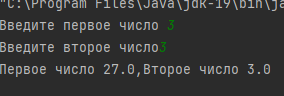 "C:\Program Files\Java\jdk-19\bin\ja
Введите первое число 3
Введите второе число3
Первое число 27.0,Второе число 3.0